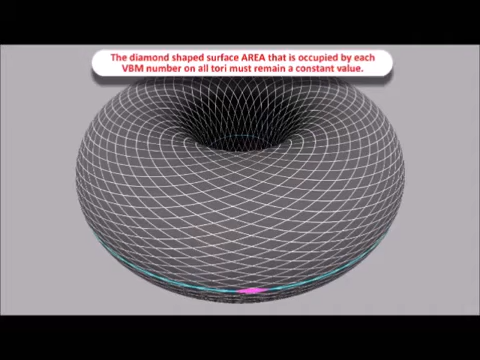 The diamond shaped surface AREA that is occupied by each
VBM number on all tori must remain a constant value.